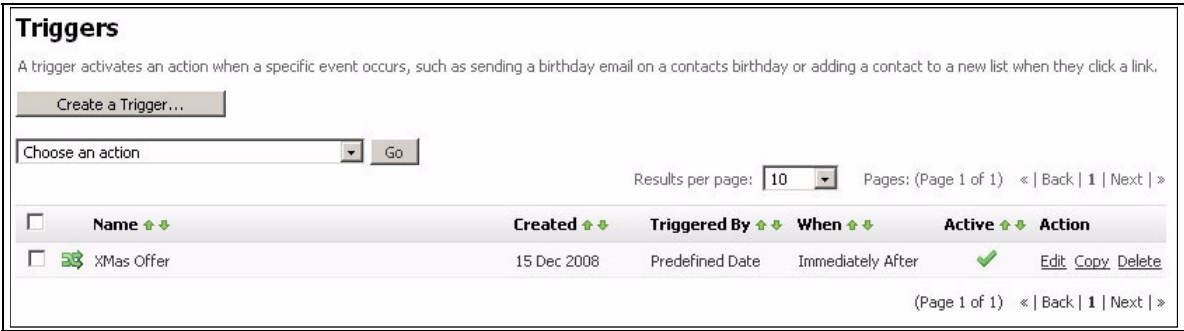 Triggers
A trigger activates an action when a specific event occurs, such as sending a birthday email on a contacts birthday or adding a contact to a new list when they click a link.
Create a Trigger...
Choose an action Go
Results per page: 10 Pages: (Page 1 of 1) « | Back | 1 | Next | »
Name Created Triggered By When Active Action
XMas Offer 15 Dec 2008 Predefined Date Immediately After Edit Copy Delete
(Page 1 of 1) « | Back | 1 | Next | »